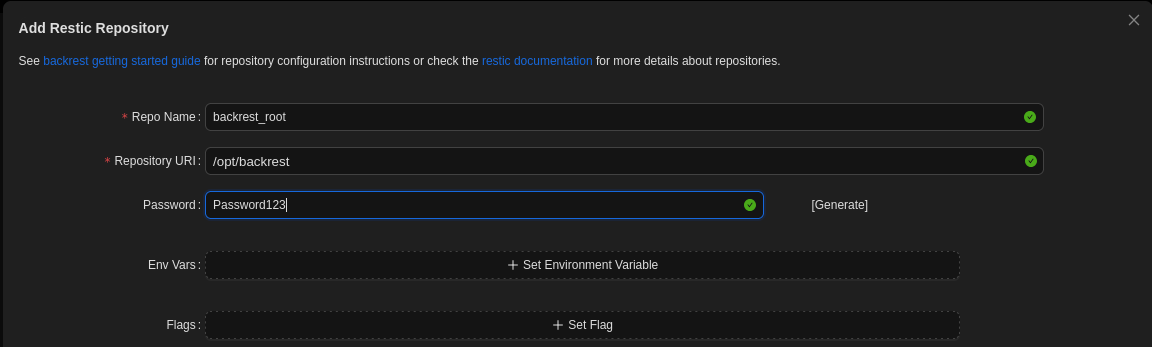 Add Restic Repository
See backrest getting started guide for repository configuration instructions or check the restic documentation for more details about repositories.
* Repo Name: backrest_root
* Repository URI: /opt/backrest
Password: Password123 [Generate]
Env Vars: + Set Environment Variable
Flags: + Set Flag